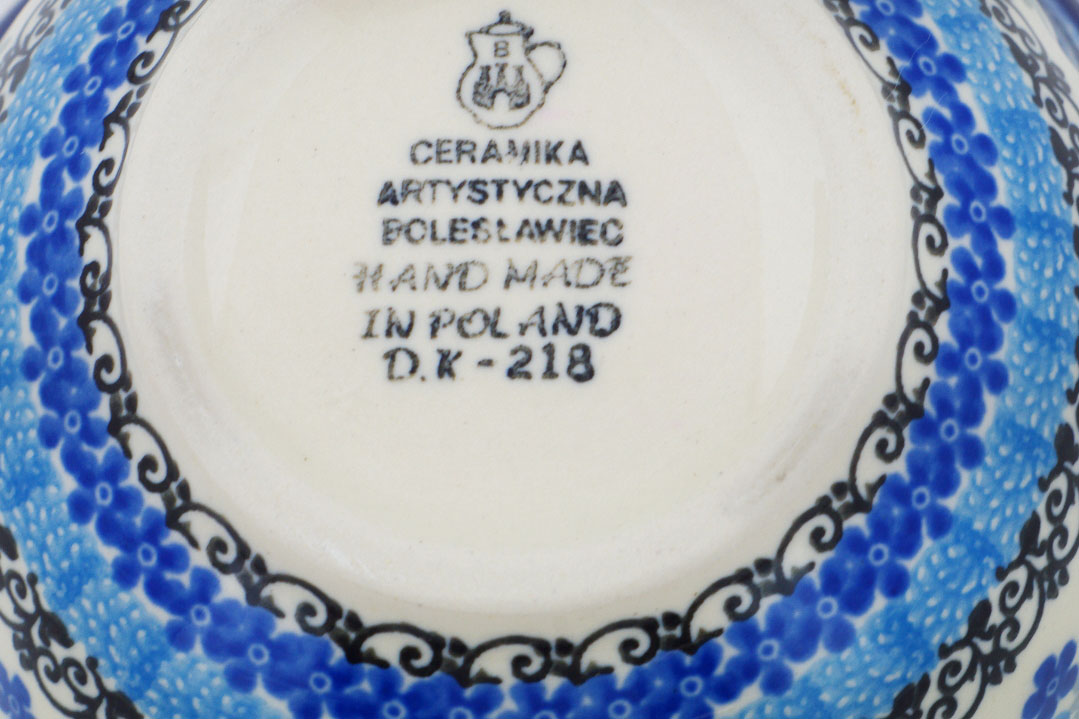 B
CERAMIKA
ARTYSTYCZNA
BOLESŁAWIEC
HAND MADE
IN POLAND
D.K - 218